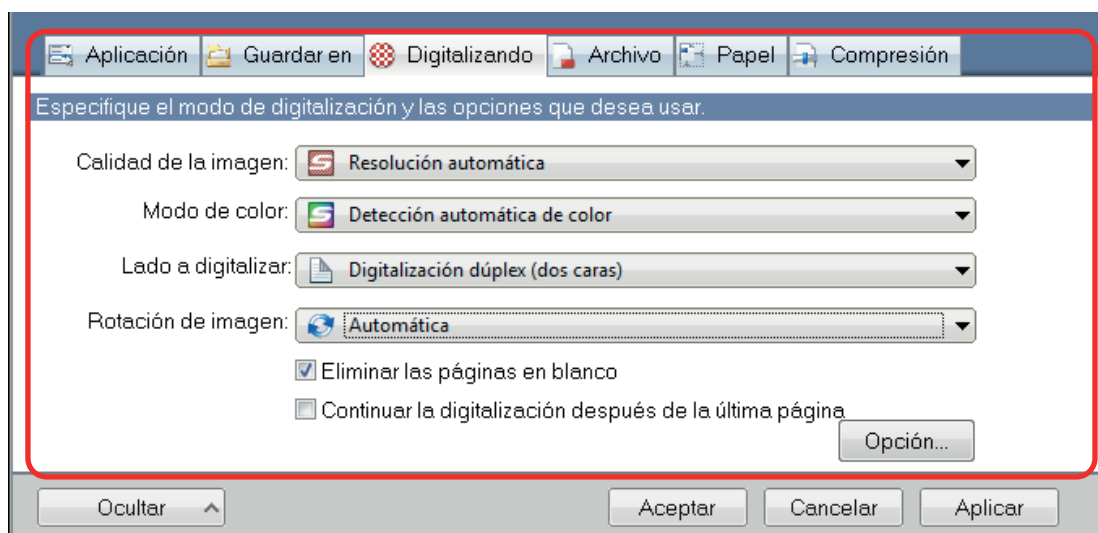 Aplicación Guardar en Digitalizando Archivo Papel Compresión
Especifique el modo de digitalización y las opciones que desea usar.
Calidad de la imagen: Resolución automática
Modo de color: Detección automática de color
Lado a digitalizar: Digitalización dúplex (dos caras)
Rotación de imagen: Automática
Eliminar las páginas en blanco
Continuar la digitalización después de la última página
Opción...
Ocultar Aceptar Cancelar Aplicar